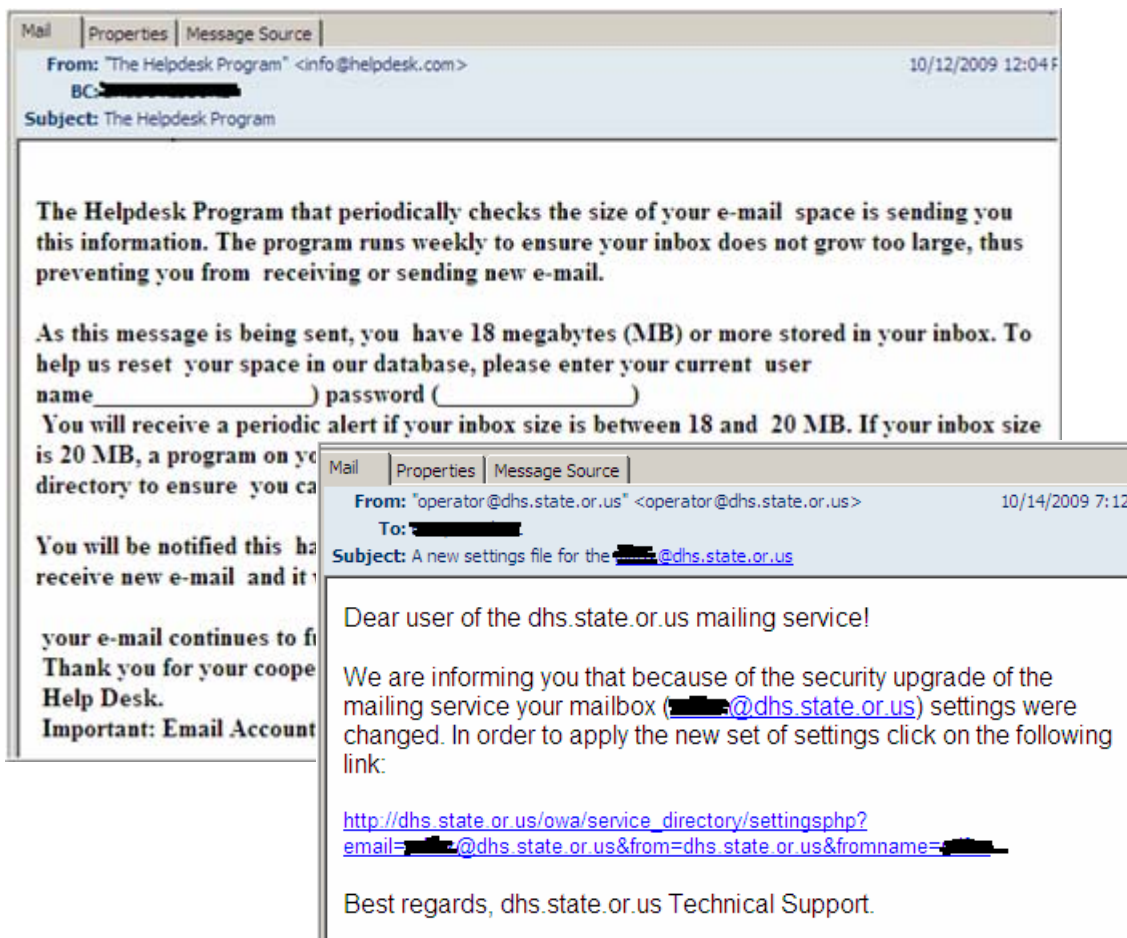 Mail Properties Message Source
From: "The Helpdesk Program" <info@helpdesk.com> 10/12/2009 12:04
BC:
Subject: The Helpdesk Program
The Helpdesk Program that periodically checks the size of your e-mail space is sending you
this information. The program runs weekly to ensure your inbox does not grow too large, thus
preventing you from receiving or sending new e-mail.
As this message is being sent, you have 18 megabytes (MB) or more stored in your inbox. To
help us reset your space in our database, please enter your current user
name__________________) password (________________)
You will receive a periodic alert if your inbox size is between 18 and 20 MB. If your inbox size
is 20 MB, a program on
directory to ensure you
You will be notified this
receive new e-mail and it
your e-mail continues to
Thank you for your
Help Desk.
Important: Email Account
Mail Properties Message Source
From: "operator@dhs.state.or.us" <operator@dhs.state.or.us> 10/14/2009 7:12
To:
Subject: A new settings file for the @dhs.state.or.us
Dear user of the dhs.state.or.us mailing service!
We are informing you that because of the security upgrade of the
mailing service your mailbox (@dhs.state.or.us) settings were
changed. In order to apply the new set of settings click on the following
link:
http://dhs.state.or.us/owa/service_directory/settingsphp?
email=@dhs.state.or.us&from=dhs.state.or.us&fromname=
Best regards, dhs.state.or.us Technical Support.